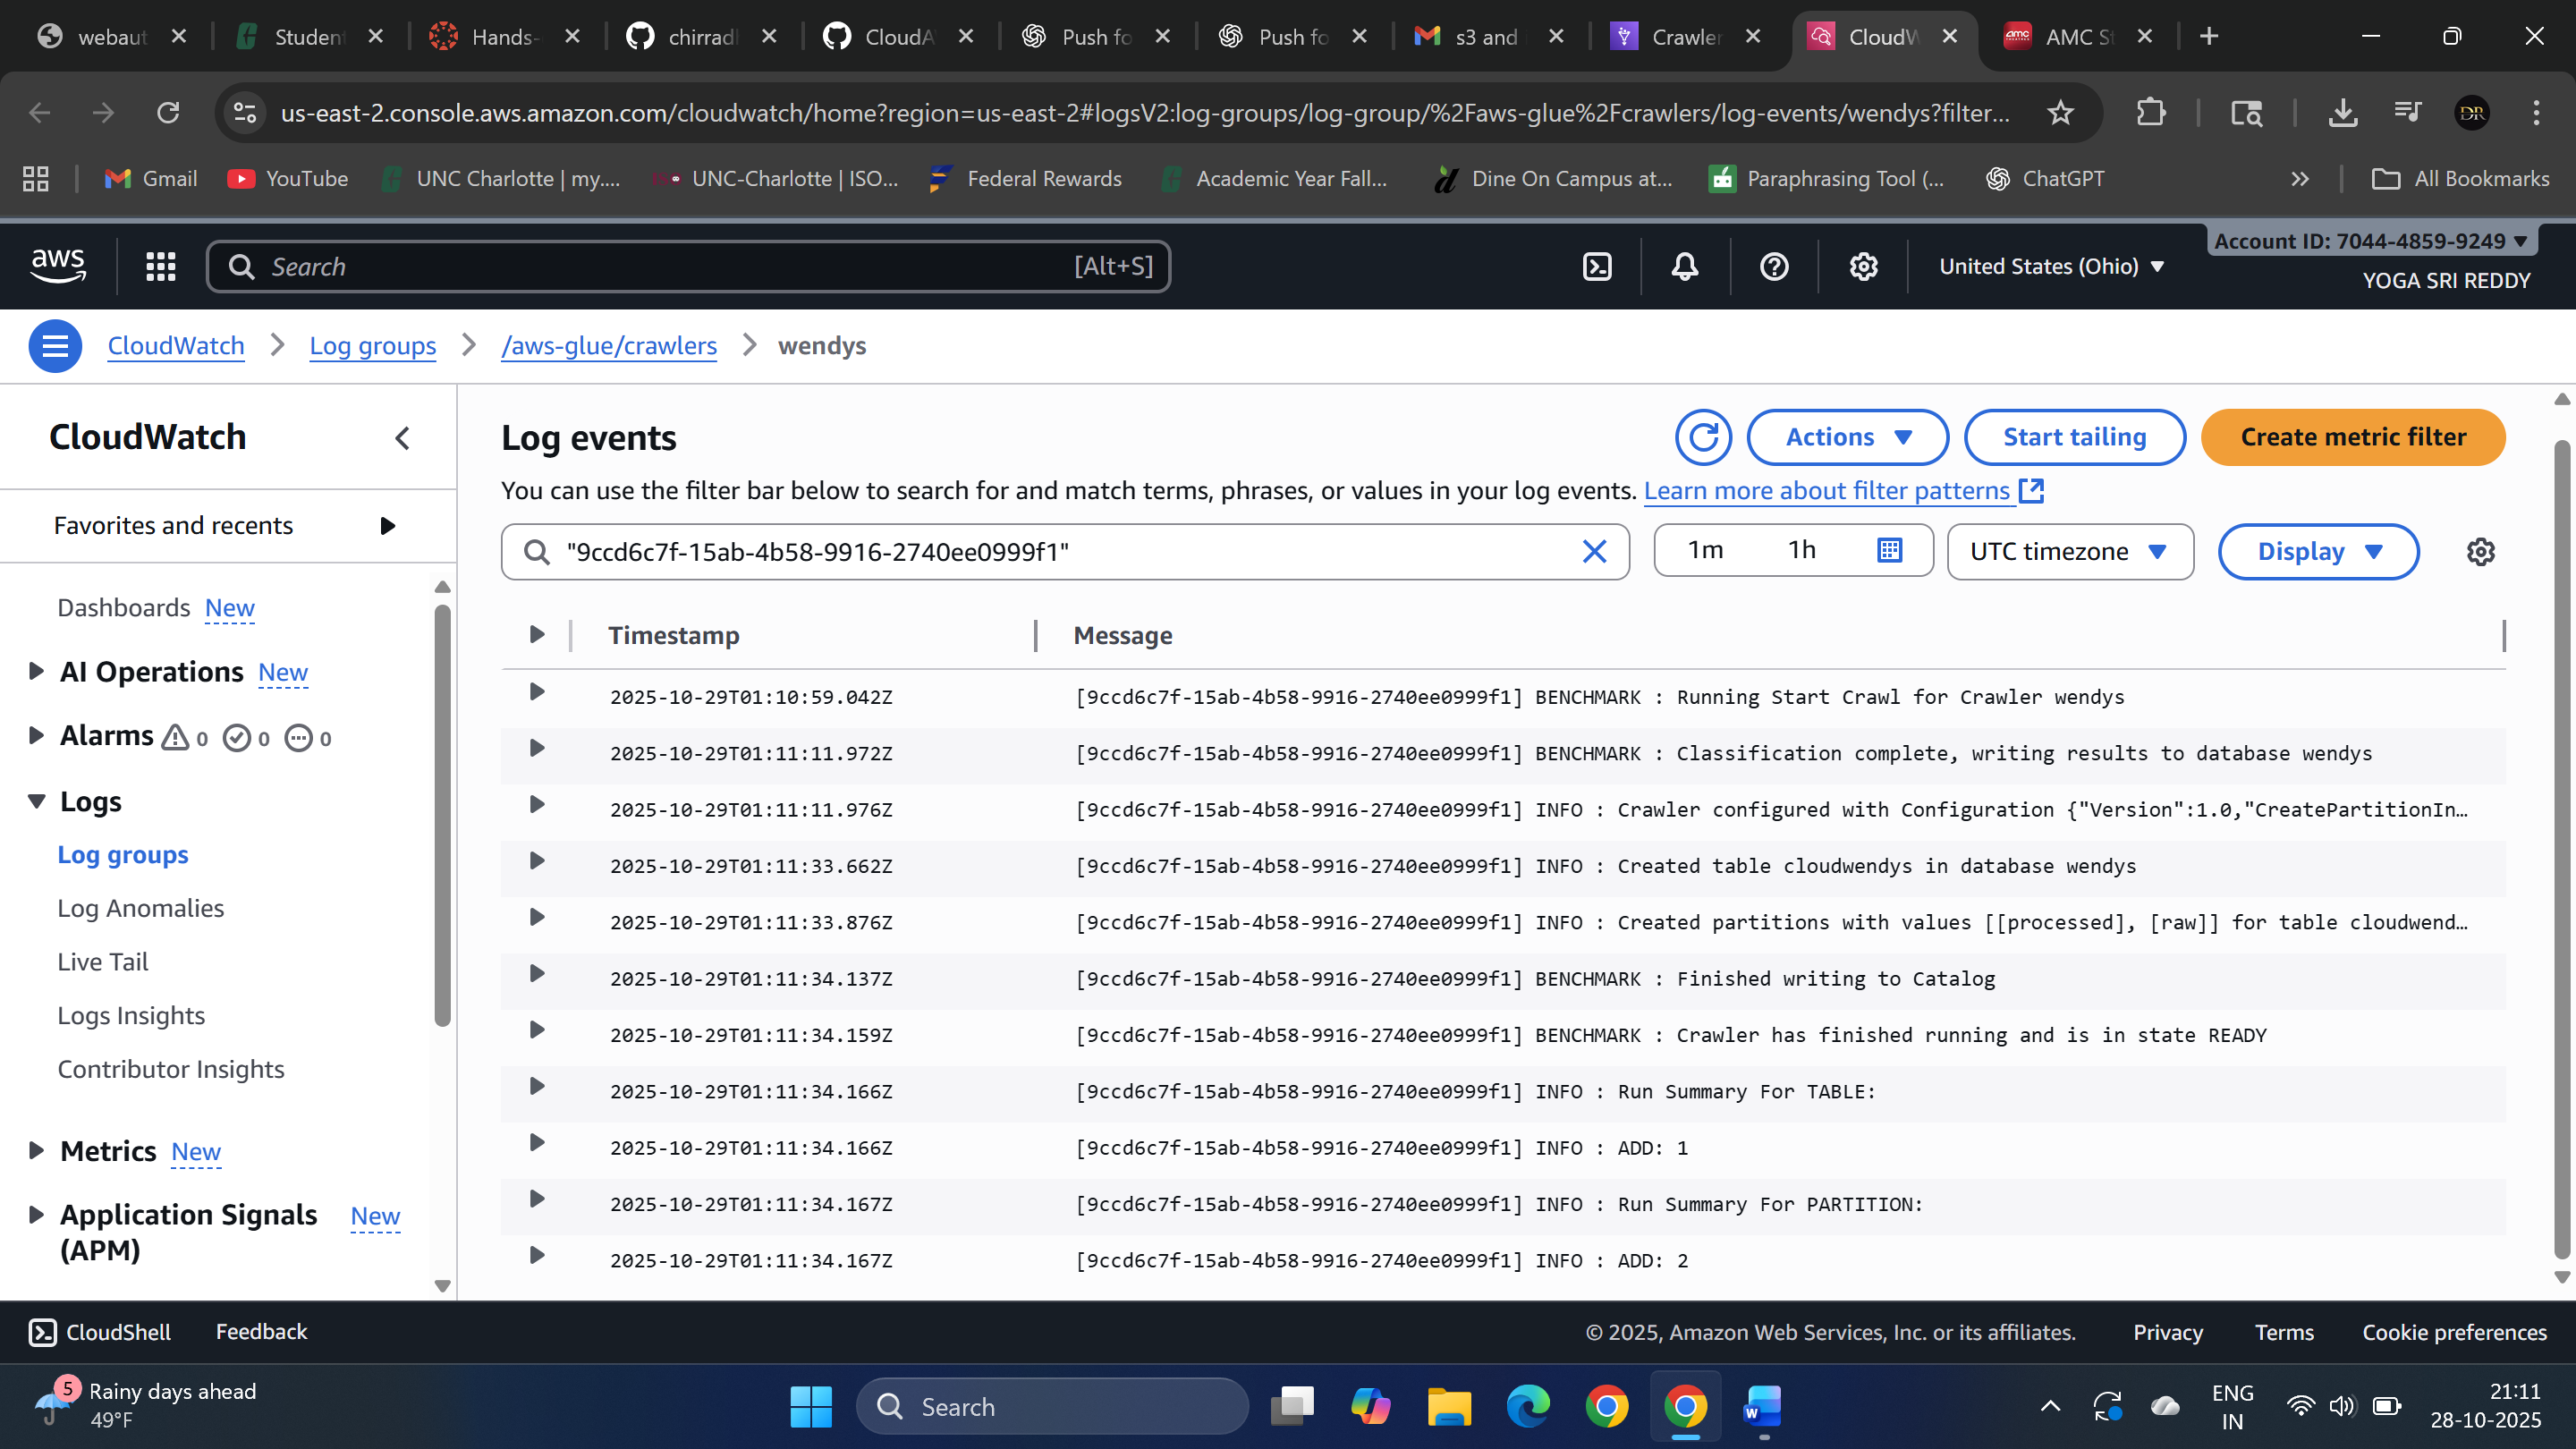 webaut
Student
Hands-
chirradl
CloudA
Push fo
Push fo
s3 and
Crawler
CloudW
AMC St
us-east-2.console.aws.amazon.com/cloudwatch/home?region=us-east-2#logsV2:log-groups/log-group/%2Faws-glue%2Fcrawlers/log-events/wendys?filter...
DR
Gmail
YouTube
UNC Charlotte | my....
UNC-Charlotte | ISO...
Federal Rewards
Academic Year Fall...
Dine On Campus at...
Paraphrasing Tool (...
ChatGPT
All Bookmarks
aws
Search
[Alt+S]
United States (Ohio)
Account ID: 7044-4859-9249
YOGA SRI REDDY
CloudWatch
Log groups
/aws-glue/crawlers
wendys
CloudWatch
Favorites and recents
Dashboards New
AI Operations New
Alarms 0 0 0
Logs
Log groups
Log Anomalies
Live Tail
Logs Insights
Contributor Insights
Metrics New
Application Signals New
(APM)
Log events
Actions
Start tailing
Create metric filter
You can use the filter bar below to search for and match terms, phrases, or values in your log events. Learn more about filter patterns
"9ccd6c7f-15ab-4b58-9916-2740ee0999f1"
1m
1h
UTC timezone
Display
Timestamp Message
2025-10-29T01:10:59.042Z [9ccd6c7f-15ab-4b58-9916-2740ee0999f1] BENCHMARK : Running Start Crawl for Crawler wendys
2025-10-29T01:11:11.972Z [9ccd6c7f-15ab-4b58-9916-2740ee0999f1] BENCHMARK : Classification complete, writing results to database wendys
2025-10-29T01:11:11.976Z [9ccd6c7f-15ab-4b58-9916-2740ee0999f1] INFO : Crawler configured with Configuration {"Version":1.0,"CreatePartitionIn…
2025-10-29T01:11:33.662Z [9ccd6c7f-15ab-4b58-9916-2740ee0999f1] INFO : Created table cloudwendys in database wendys
2025-10-29T01:11:33.876Z [9ccd6c7f-15ab-4b58-9916-2740ee0999f1] INFO : Created partitions with values [[processed], [raw]] for table cloudwend…
2025-10-29T01:11:34.137Z [9ccd6c7f-15ab-4b58-9916-2740ee0999f1] BENCHMARK : Finished writing to Catalog
2025-10-29T01:11:34.159Z [9ccd6c7f-15ab-4b58-9916-2740ee0999f1] BENCHMARK : Crawler has finished running and is in state READY
2025-10-29T01:11:34.166Z [9ccd6c7f-15ab-4b58-9916-2740ee0999f1] INFO : Run Summary For TABLE:
2025-10-29T01:11:34.166Z [9ccd6c7f-15ab-4b58-9916-2740ee0999f1] INFO : ADD: 1
2025-10-29T01:11:34.167Z [9ccd6c7f-15ab-4b58-9916-2740ee0999f1] INFO : Run Summary For PARTITION:
2025-10-29T01:11:34.167Z [9ccd6c7f-15ab-4b58-9916-2740ee0999f1] INFO : ADD: 2
CloudShell
Feedback
© 2025, Amazon Web Services, Inc. or its affiliates.
Privacy
Terms
Cookie preferences
5
Rainy days ahead
49°F
Search
ENG
IN
21:11
28-10-2025